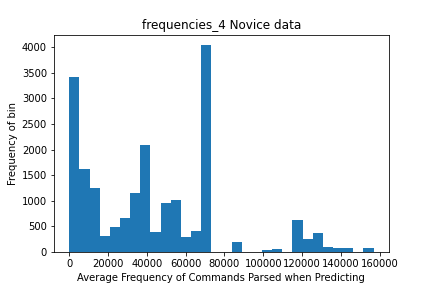 frequencies_4 Novice data
4000
3500
3000
2500
2000
1500
1000
500
0
Frequency of bin
0 20000 40000 60000 80000 100000 120000 140000 160000
Average Frequency of Commands Parsed when Predicting